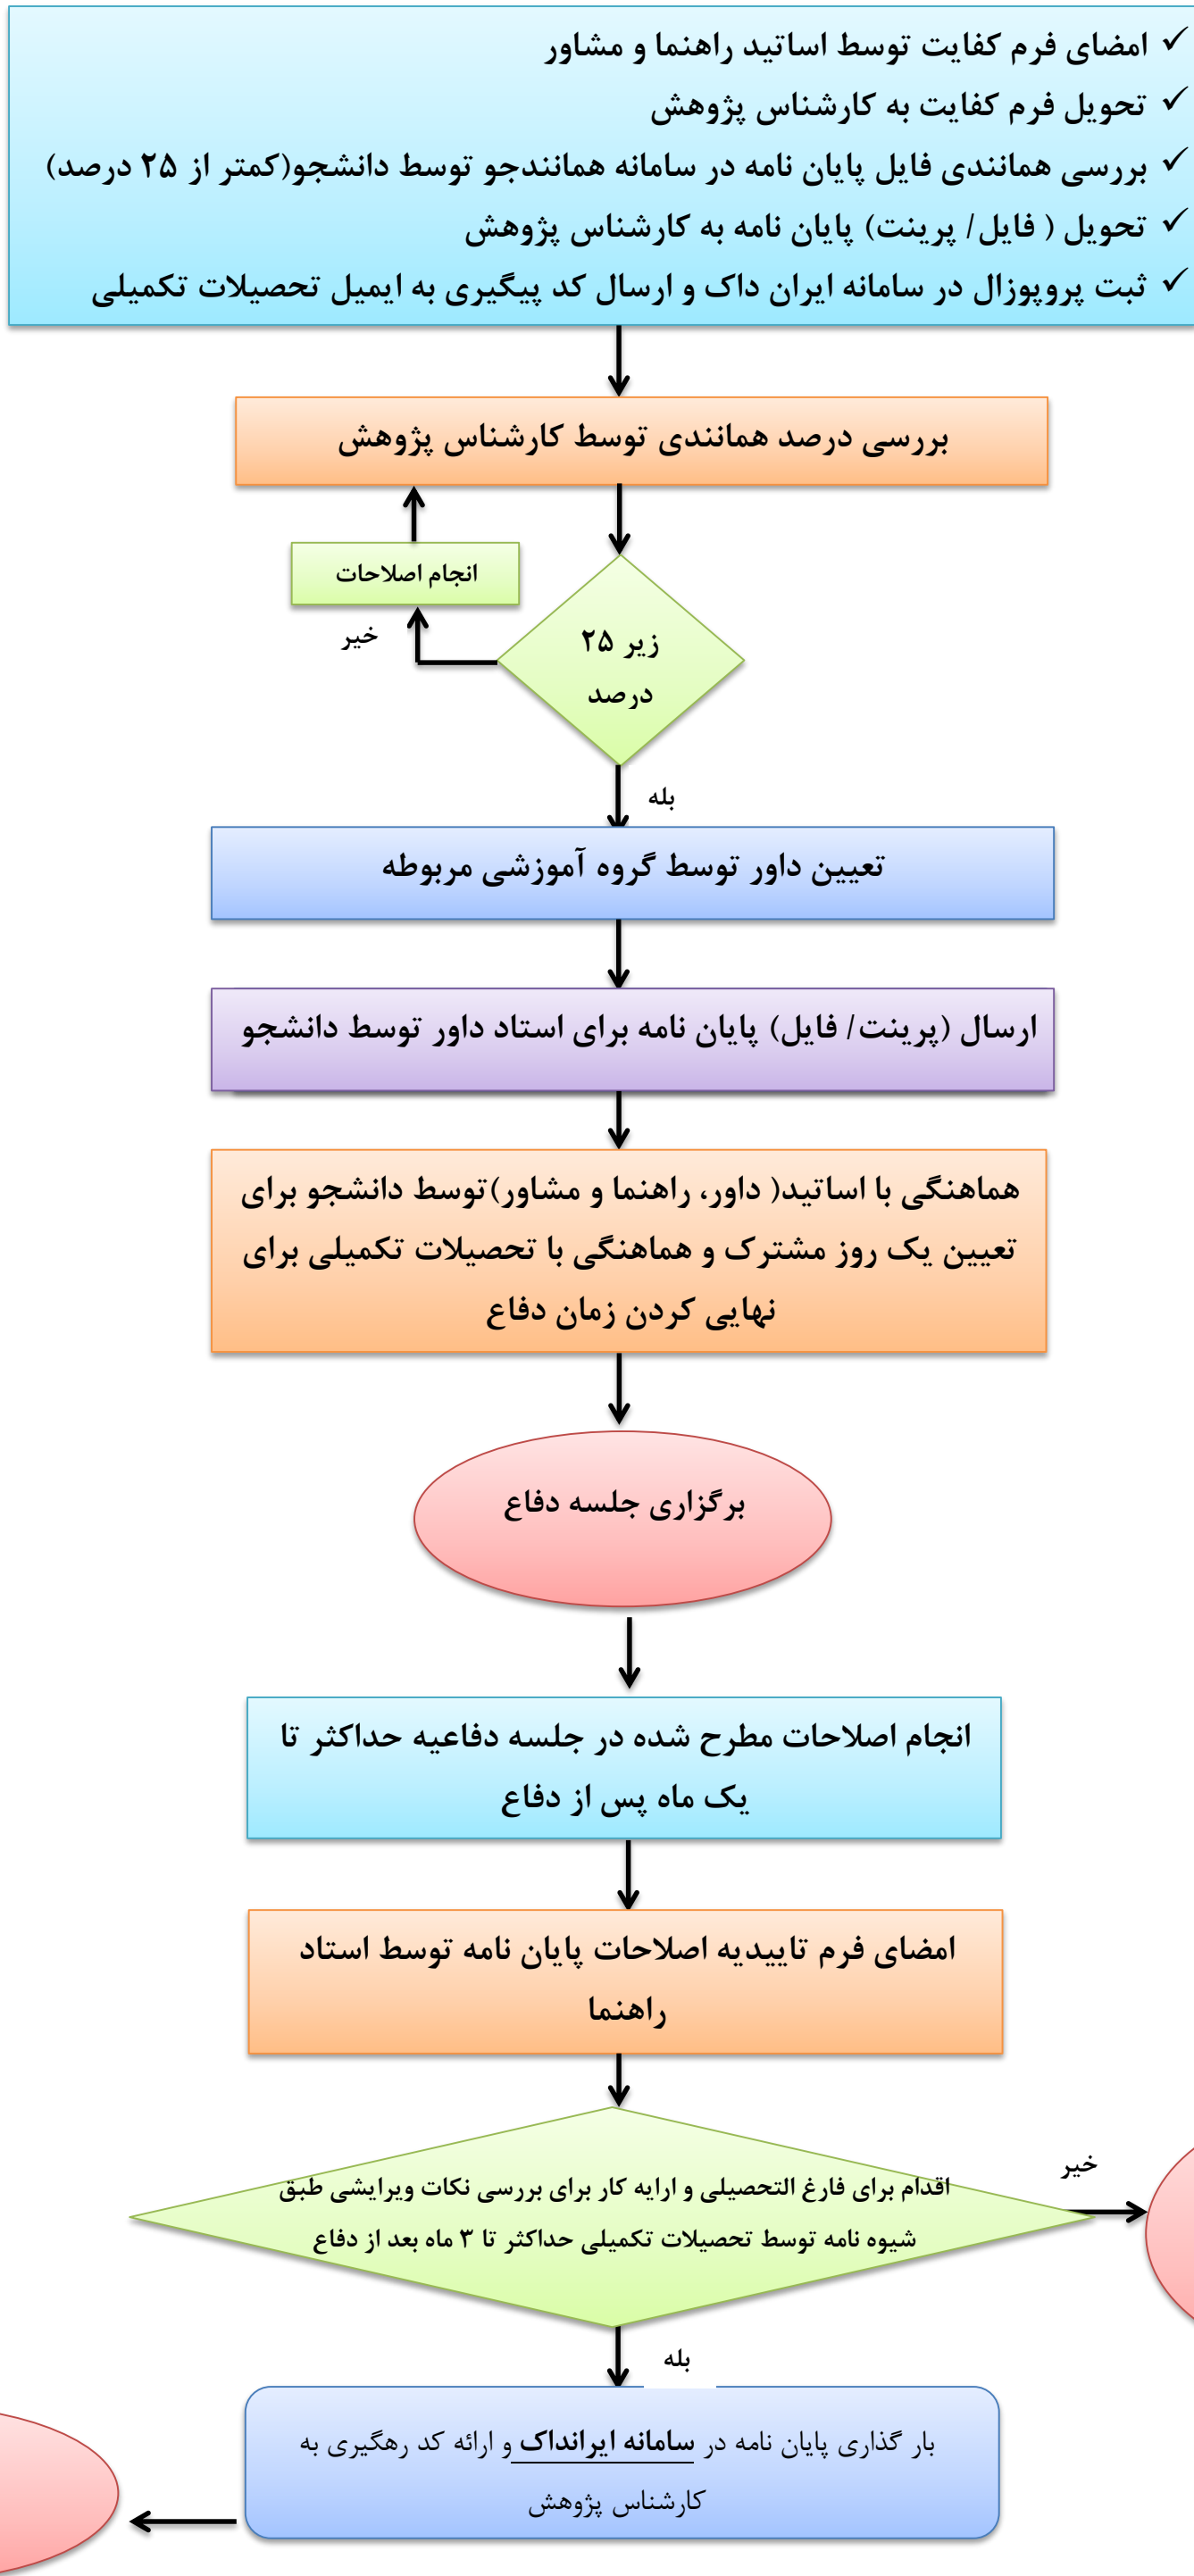 ✓ امضای فرم کفایت توسط اساتید راهنما و مشاور
✓ تحویل فرم کفایت به کارشناس پژوهش
✓ بررسی همانندی فایل پایان نامه در سامانه همانندجو توسط دانشجو(کمتر از ۲۵ درصد)
✓ تحویل ( فایل/ پرینت) پایان نامه به کارشناس پژوهش
✓ ثبت پروپوزال در سامانه ایران داک و ارسال کد پیگیری به ایمیل تحصیلات تکمیلی
بررسی درصد همانندی توسط کارشناس پژوهش
انجام اصلاحات
خیر
زیر ۲۵
درصد
بله
تعیین داور توسط گروه آموزشی مربوطه
ارسال (پرینت/ فایل) پایان نامه برای استاد داور توسط دانشجو
هماهنگی با اساتید( داور، راهنما و مشاور)توسط دانشجو برای
تعیین یک روز مشترک و هماهنگی با تحصیلات تکمیلی برای
نهایی کردن زمان دفاع
برگزاری جلسه دفاع
انجام اصلاحات مطرح شده در جلسه دفاعیه حداکثر تا
یک ماه پس از دفاع
امضای فرم تاییدیه اصلاحات پایان نامه توسط استاد
راهنما
خیر
اقدام برای فارغ التحصیلی و ارایه کار برای بررسی نکات ویرایشی طبق
شیوه نامه توسط تحصیلات تکمیلی حداکثر تا ۳ ماه بعد از دفاع
بله
بار گذاری پایان نامه در سامانه ایرانداک و ارائه کد رهگیری به
کارشناس پژوهش